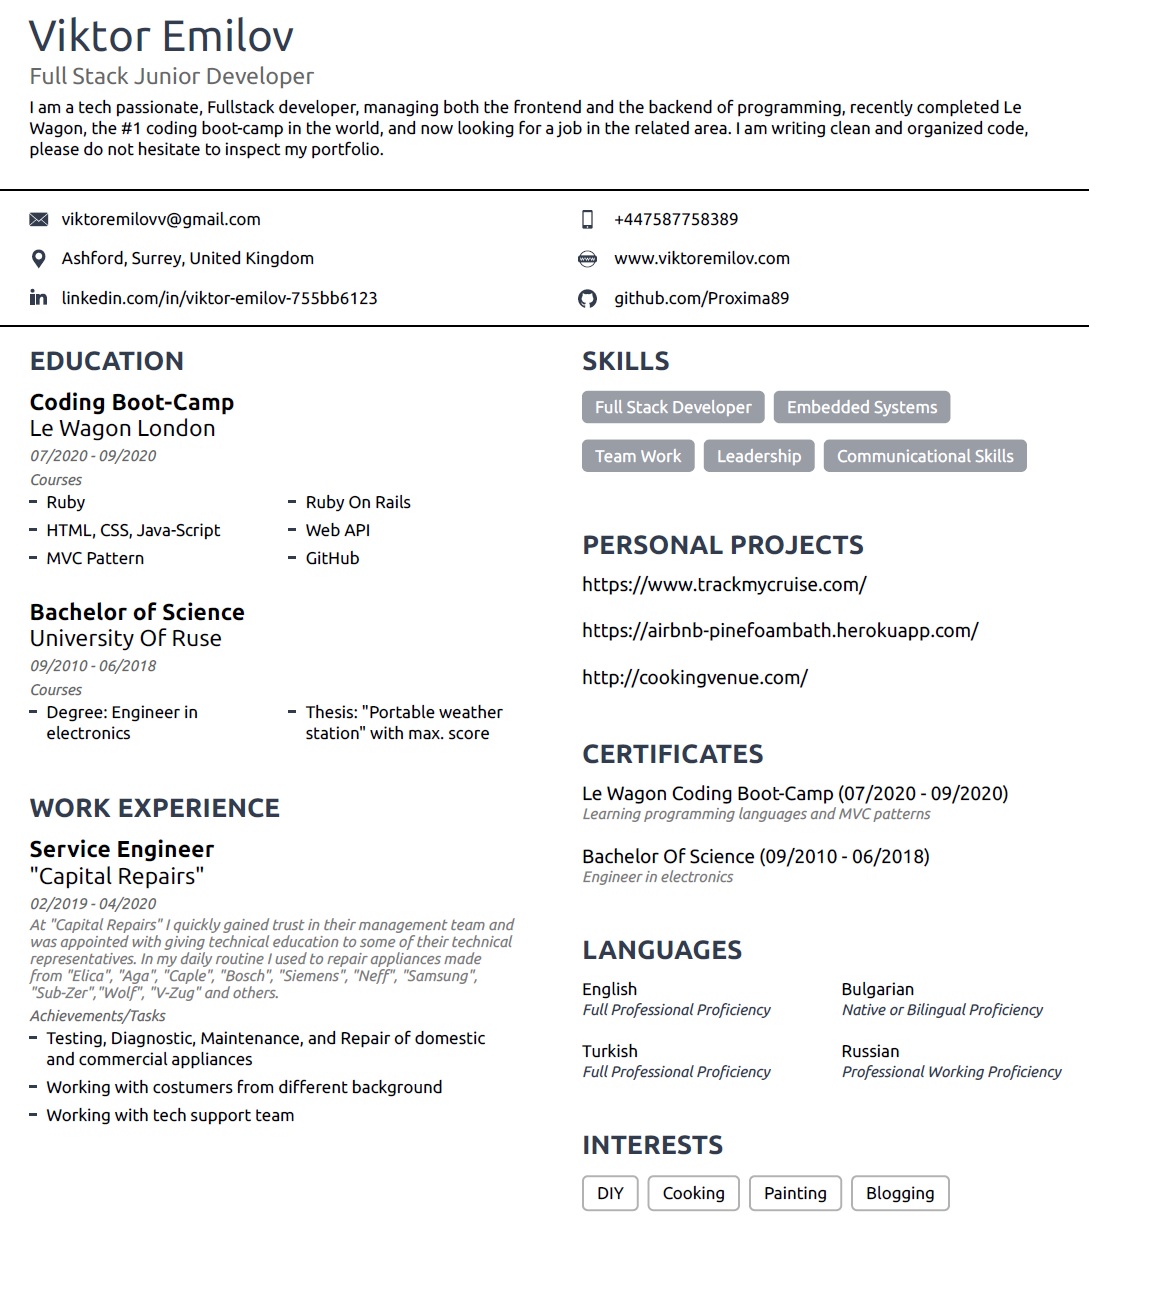 Viktor Emilov
Full Stack Junior Developer
I am a tech passionate, Fullstack developer, managing both the frontend and the backend of programming, recently completed Le
Wagon, the #1 coding boot-camp in the world, and now looking for a job in the related area. I am writing clean and organized code,
please do not hesitate to inspect my portfolio.
viktoremilovv@gmail.com
+447587758389
Ashford, Surrey, United Kingdom
www.viktoremilov.com
linkedin.com/in/viktor-emilov-755bb6123
github.com/Proxima89
EDUCATION
Coding Boot-Camp
Le Wagon London
07/2020 - 09/2020
Courses
- Ruby
- Ruby On Rails
- HTML, CSS, Java-Script
- Web API
- MVC Pattern
- GitHub
Bachelor of Science
University Of Ruse
09/2010 - 06/2018
Courses
- Degree: Engineer in
electronics
- Thesis: "Portable weather
station" with max. score
WORK EXPERIENCE
Service Engineer
"Capital Repairs"
02/2019 - 04/2020
At "Capital Repairs" I quickly gained trust in their management team and
was appointed with giving technical education to some of their technical
representatives. In my daily routine I used to repair appliances made
from "Elica", "Aga", "Caple", "Bosch", "Siemens", "Neff", "Samsung",
"Sub-Zer","Wolf", "V-Zug" and others.
Achievements/Tasks
- Testing, Diagnostic, Maintenance, and Repair of domestic
and commercial appliances
- Working with costumers from different background
- Working with tech support team
SKILLS
Full Stack Developer
Embedded Systems
Team Work
Leadership
Communicational Skills
PERSONAL PROJECTS
https://www.trackmycruise.com/
https://airbnb-pinefoambath.herokuapp.com/
http://cookingvenue.com/
CERTIFICATES
Le Wagon Coding Boot-Camp (07/2020 - 09/2020)
Learning programming languages and MVC patterns
Bachelor Of Science (09/2010 - 06/2018)
Engineer in electronics
LANGUAGES
English
Full Professional Proficiency
Bulgarian
Native or Bilingual Proficiency
Turkish
Full Professional Proficiency
Russian
Professional Working Proficiency
INTERESTS
DIY
Cooking
Painting
Blogging